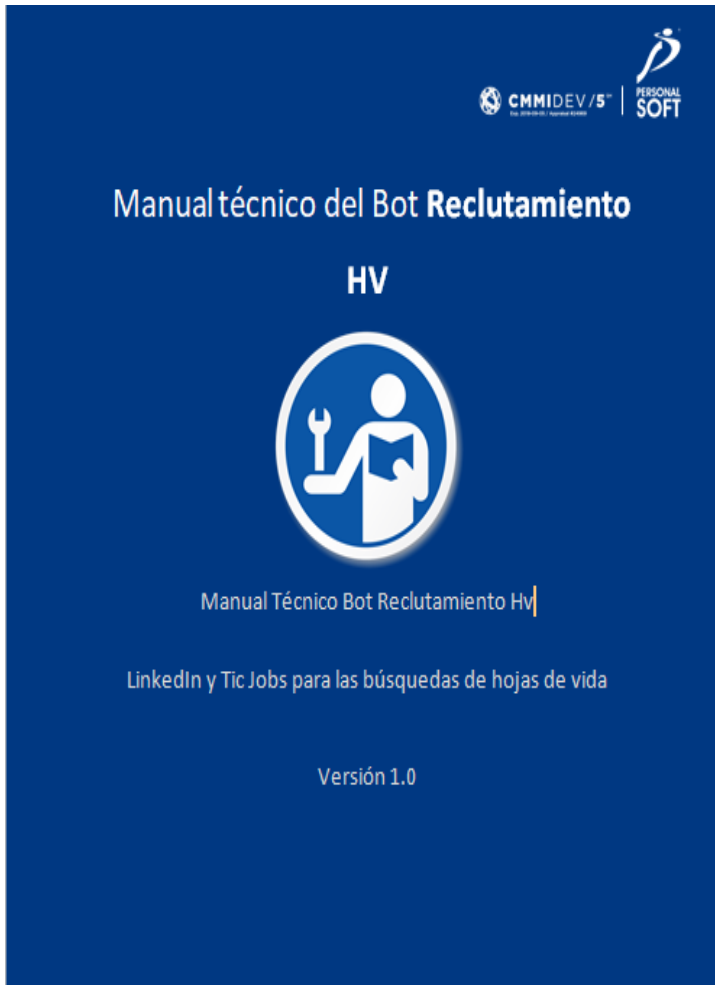 CMMIDEV/5
PERSONAL
SOFT
Manual técnico del Bot Reclutamiento
HV
Manual Técnico Bot Reclutamiento Hv
LinkedIn y Tic Jobs para las búsquedas de hojas de vida
Versión 1.0